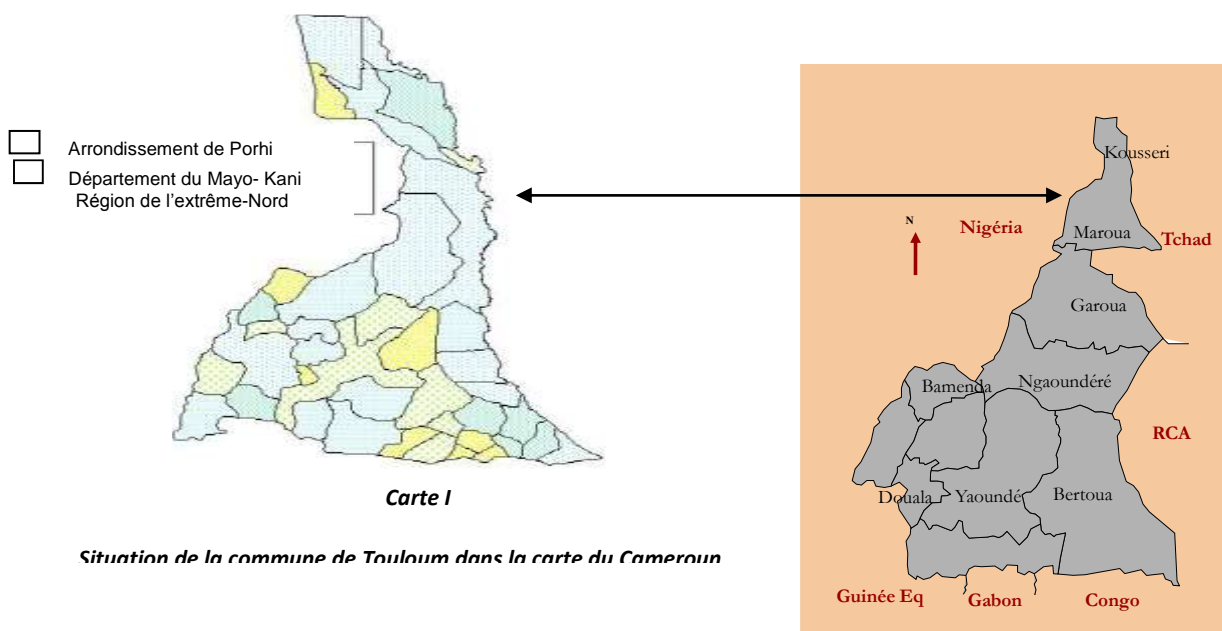 Arrondissement de Porhi
Département du Mayo- Kani
Région de l'extrême-Nord
Carte I
Situation de la commune de Touloum dans la carte du Cameroun
Kousseri
N
Nigéria
Maroua
Tchad
Garoua
Bamenda
Ngaoundéré
RCA
Douala
Yaoundé
Bertoua
Guinée Eq
Gabon
Congo